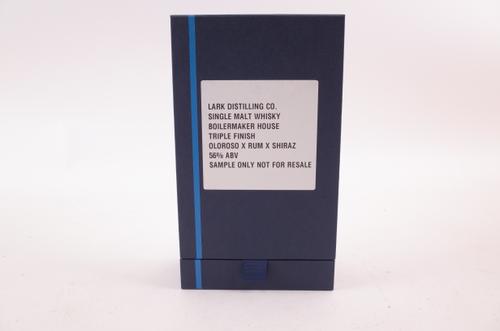 LARK DISTILLING CO.
SINGLE MALT WHISKY
BOILERMAKER HOUSE
TRIPLE FINISH
OLOROSO X RUM X SHIRAZ
56% ABV
SAMPLE ONLY NOT FOR RESALE